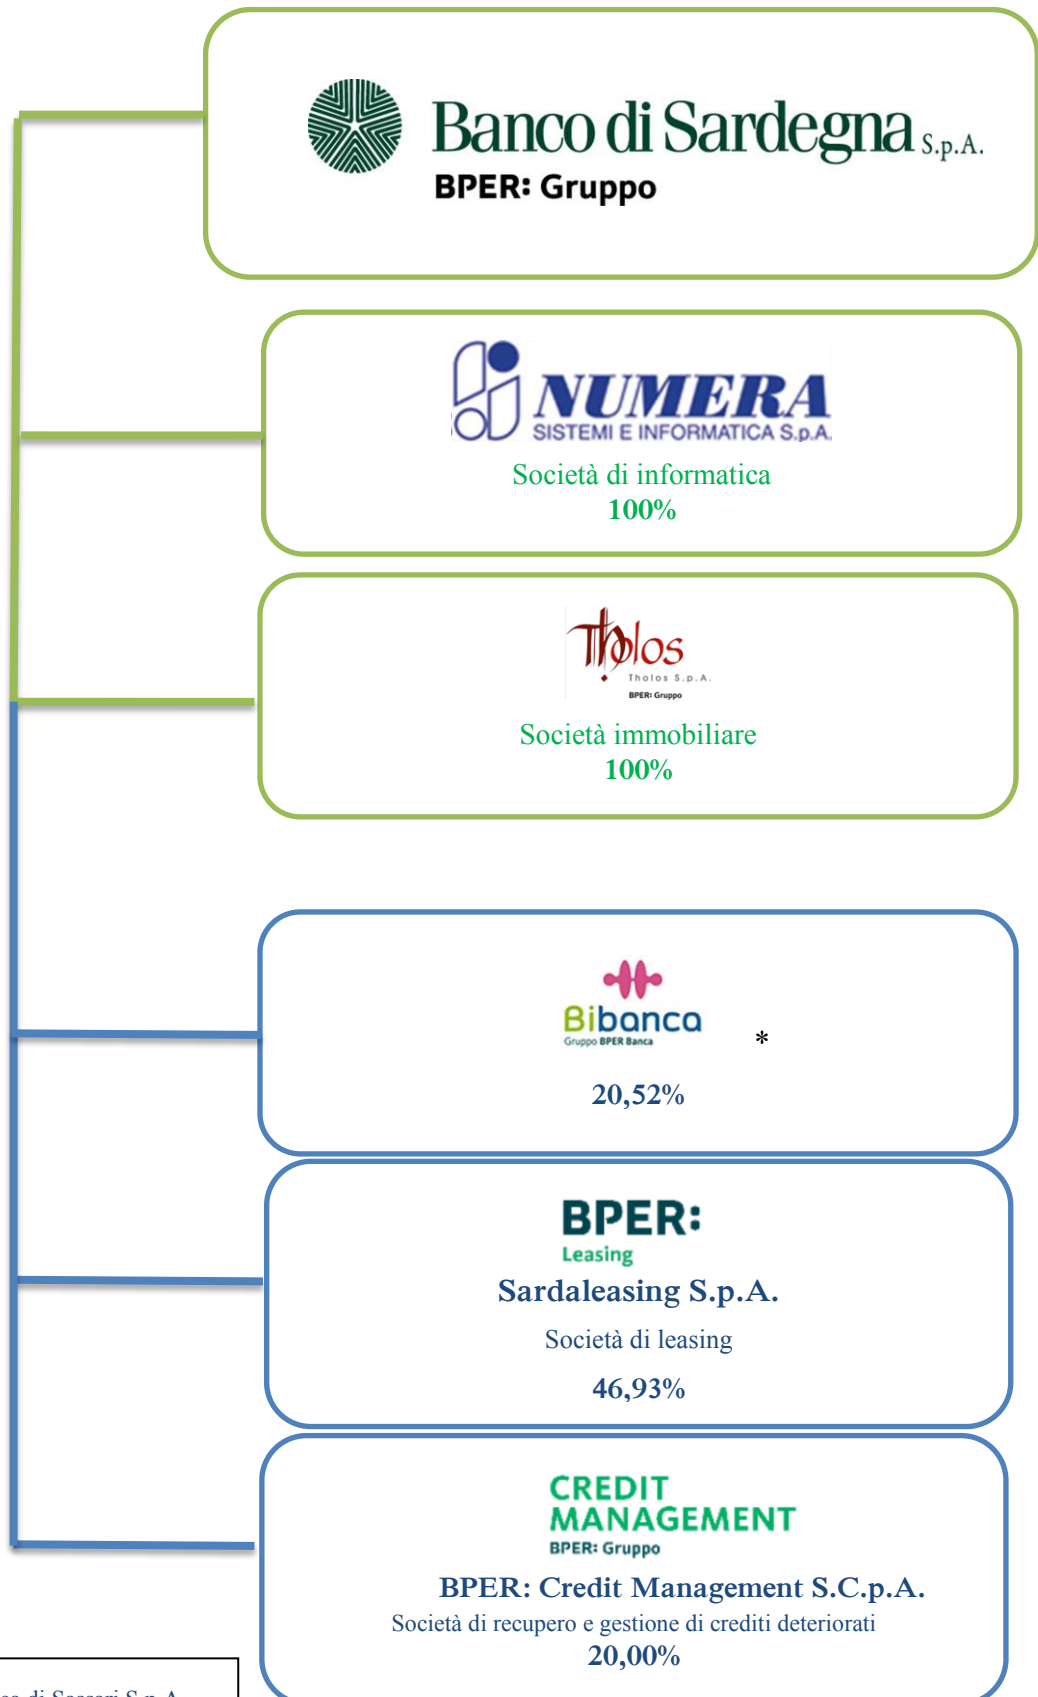 Banco di Sardegna S.p.A.
BPER: Gruppo
NUMERA
SISTEMI E INFORMATICA S.p.A.
Società di informatica
100%
Tholos
Tholos S.p.A.
BPER: Gruppo
Società immobiliare
100%
Bibanca
Gruppo BPER Banca
*
20,52%
BPER:
Leasing
Sardaleasing S.p.A.
Società di leasing
46,93%
CREDIT
MANAGEMENT
BPER: Gruppo
BPER: Credit Management S.C.p.A.
Società di recupero e gestione di crediti deteriorati
20,00%
di Sassari S.p.A.